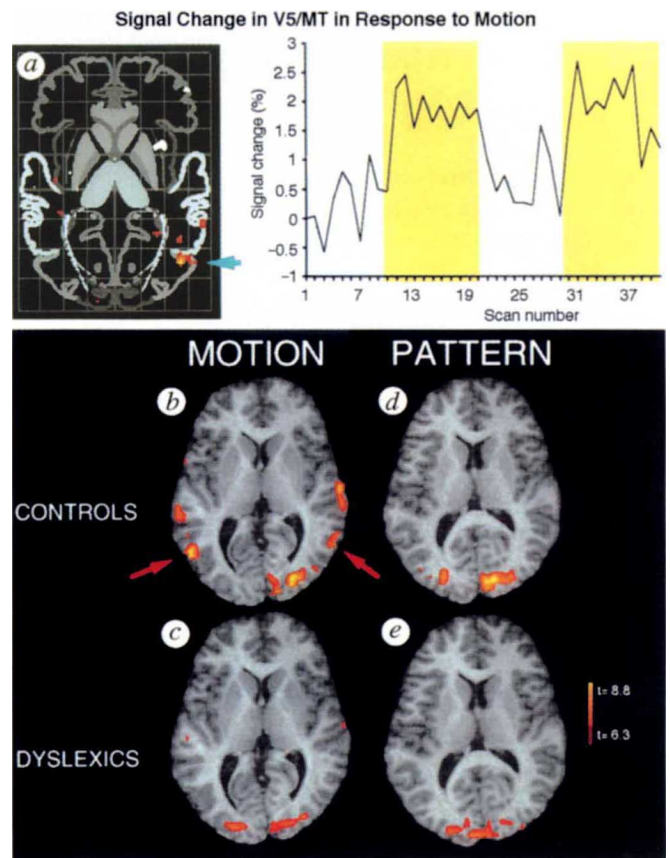 Signal Change in V5/MT in Response to Motion
a
3
2.5
2
1.5
1
0.5
0
−0.5
−1
Signal change (%)
1 7 13 19 25 31 37
Scan number
MOTION PATTERN
b d
CONTROLS
c e
t= 8.8
t= 6.3
DYSLEXICS